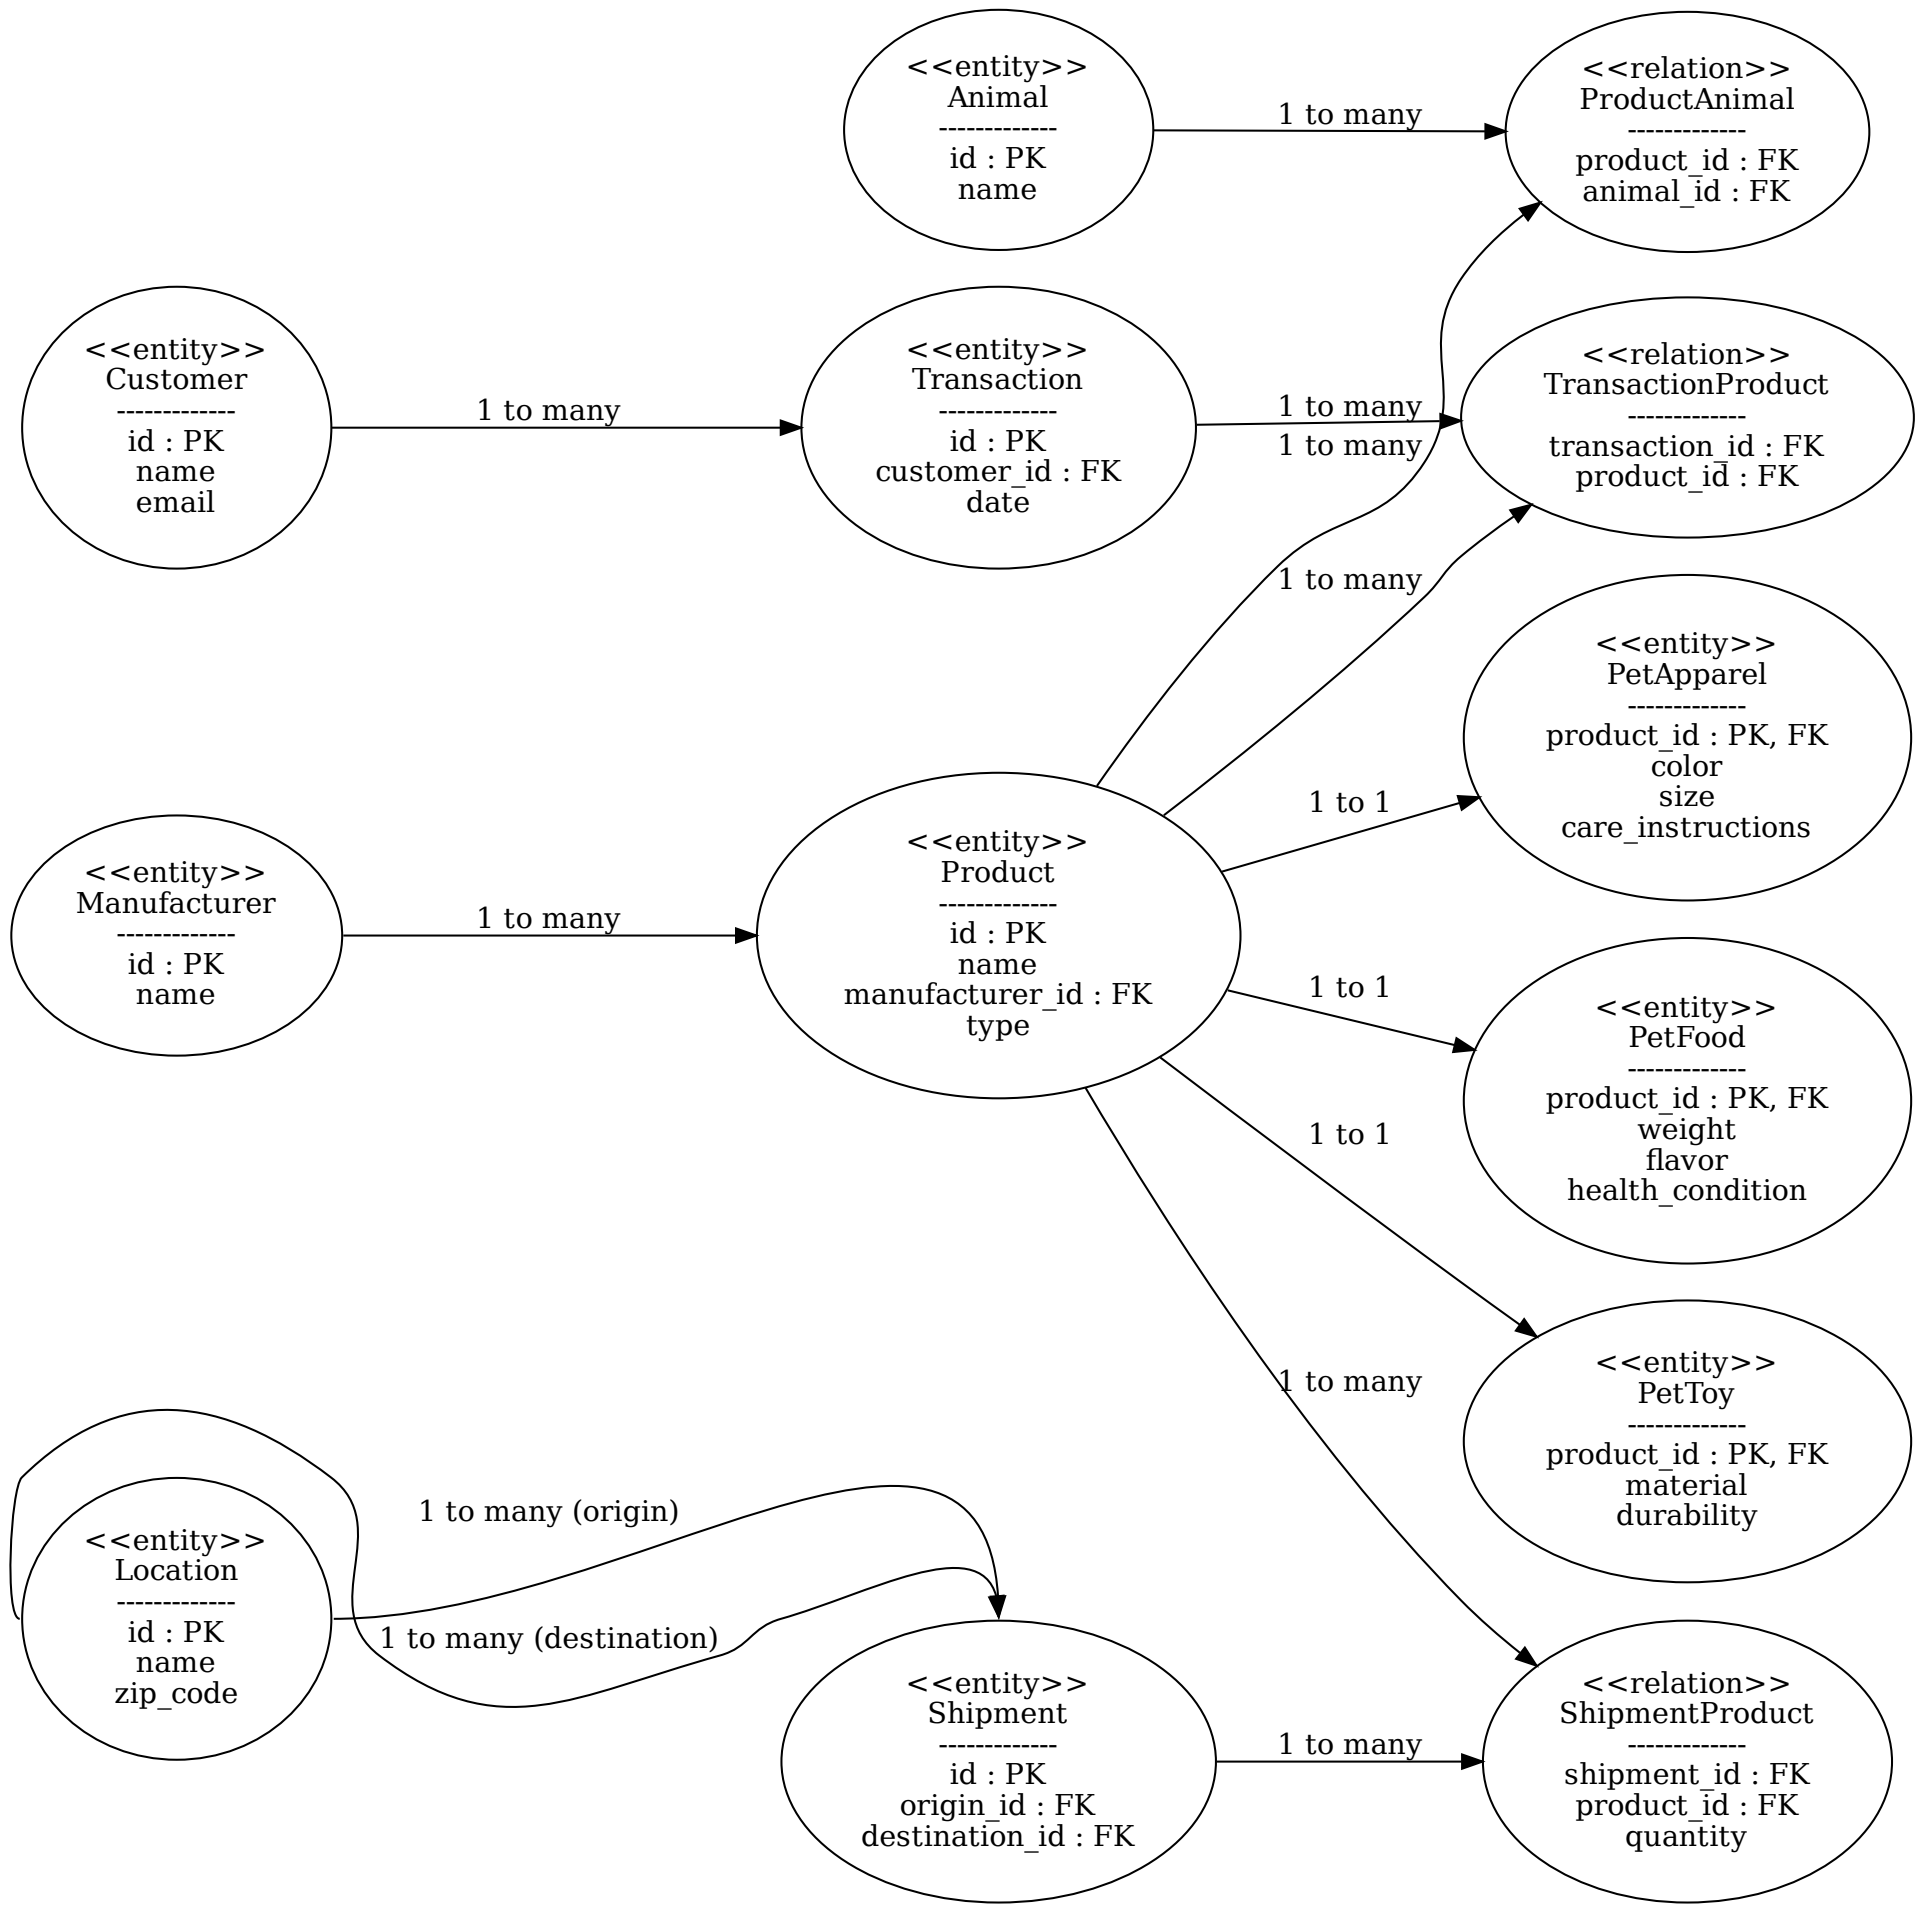 <<entity>>
Animal
-------------
id : PK
name
1 to many
<<relation>>
ProductAnimal
-------------
product_id : FK
animal_id : FK
<<entity>>
Customer
-------------
id : PK
name
email
1 to many
<<entity>>
Transaction
-------------
id : PK
customer_id : FK
date
1 to many
1 to many
<<relation>>
TransactionProduct
-------------
transaction_id : FK
product_id : FK
1 to many
<<entity>>
PetApparel
-------------
product_id : PK, FK
color
size
care_instructions
<<entity>>
Manufacturer
-------------
id : PK
name
1 to many
<<entity>>
Product
-------------
id : PK
name
manufacturer_id : FK
type
1 to 1
1 to 1
1 to 1
1 to many
<<entity>>
PetFood
-------------
product_id : PK, FK
weight
flavor
health_condition
<<entity>>
PetToy
-------------
product_id : PK, FK
material
durability
<<entity>>
Location
-------------
id : PK
name
zip_code
1 to many (origin)
1 to many (destination)
<<entity>>
Shipment
-------------
id : PK
origin_id : FK
destination_id : FK
1 to many
<<relation>>
ShipmentProduct
-------------
shipment_id : FK
product_id : FK
quantity